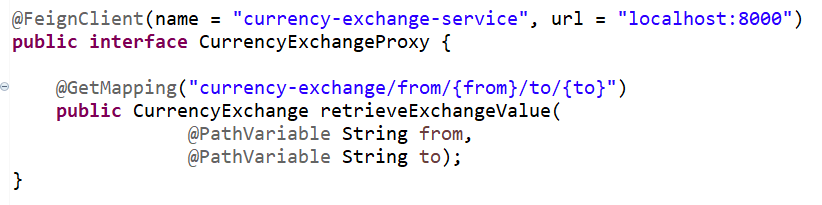 @FeignClient(name = "currency-exchange-service", url = "localhost:8000")
public interface CurrencyExchangeProxy {
@GetMapping("currency-exchange/from/{from}/to/{to}")
public CurrencyExchange retrieveExchangeValue(
@PathVariable String from,
@PathVariable String to);
}